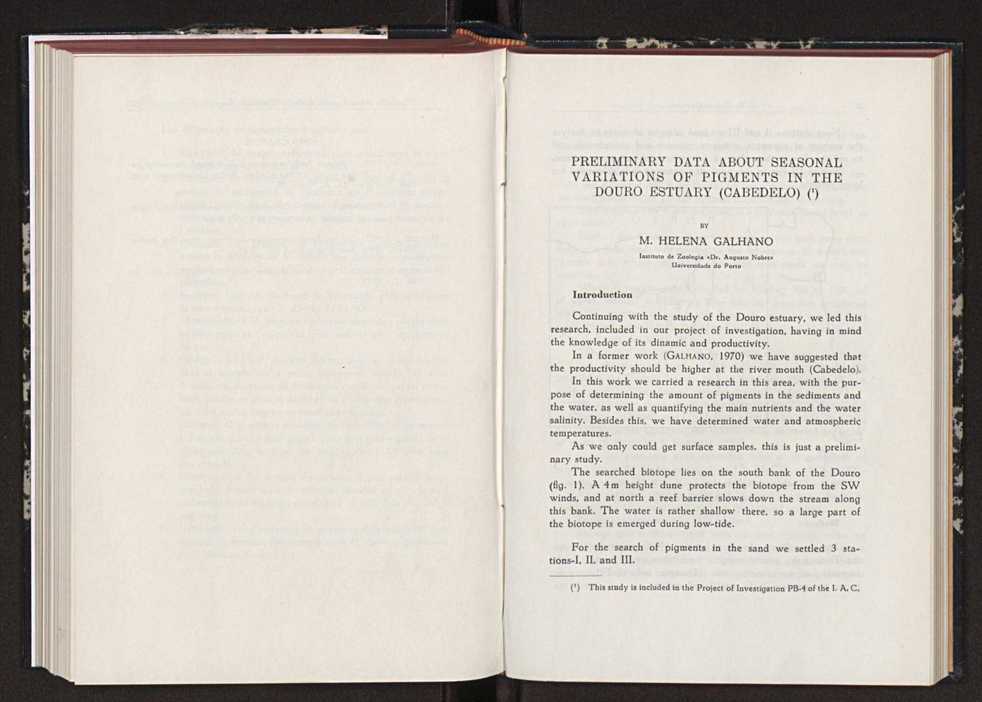 PRELIMINARY DATA ABOUT SEASONAL
VARIATIONS OF PIGMENTS IN THE
DOURO ESTUARY (CABEDELO) (¹)
BY
M. HELENA GALHANO
Instituto de Zoologia «Dr. Augusto Nobre»
Universidade do Porto
Introduction
Continuing with the study of the Douro estuary, we led this
research, included in our project of investigation, having in mind
the knowledge of its dinamic and productivity.
In a former work (GALHANO, 1970) we have suggested that
the productivity should be higher at the river mouth (Cabedelo).
In this work we carried a research in this area, with the pur-
pose of determining the amount of pigments in the sediments and
the water, as well as quantifying the main nutrients and the water
salinity. Besides this, we have determined water and atmospheric
temperatures.
As we only could get surface samples, this is just a prelimi-
nary study.
The searched biotope lies on the south bank of the Douro
(fig. 1). A 4 m height dune protects the biotope from the SW
winds, and at north a reef barrier slows down the stream along
this bank. The water is rather shallow there, so a large part of
the biotope is emerged during low-tide.
For the search of pigments in the sand we settled 3 sta-
tions-I, II, and III.
(¹) This study is included in the Project of Investigation PB-4 of the I. A. C.